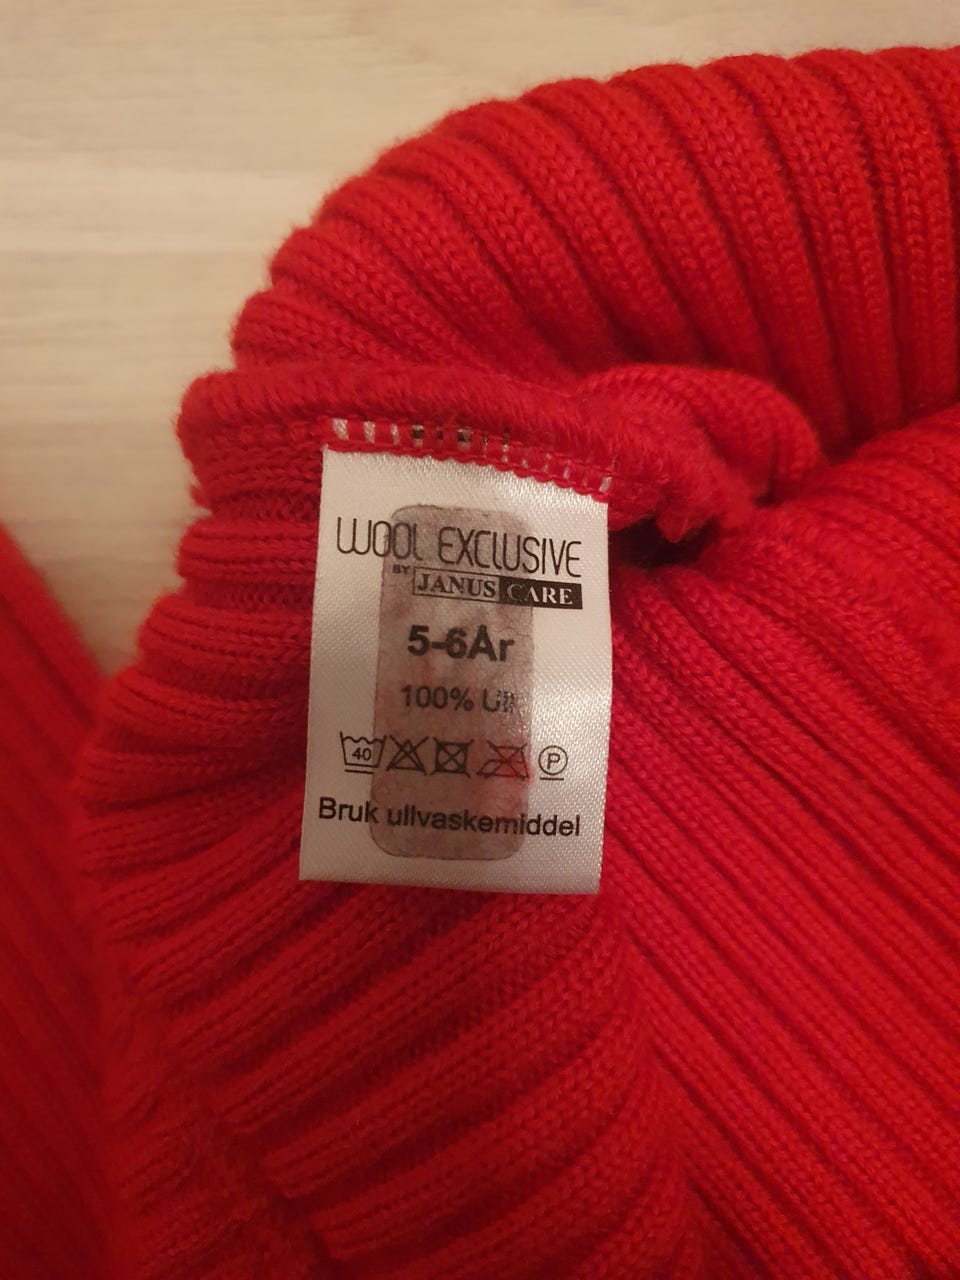 WOOL EXCLUSIVE
BY JANUS CARE
5-6År
100% Ull
40 P
Bruk ullvaskemiddel